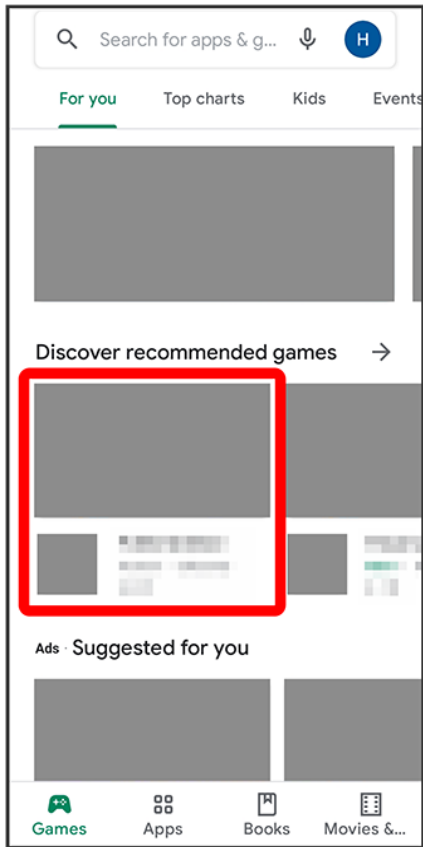 Search for apps & g...
H
For you Top charts Kids Events
Discover recommended games
Ads · Suggested for you
Games Apps Books Movies &...